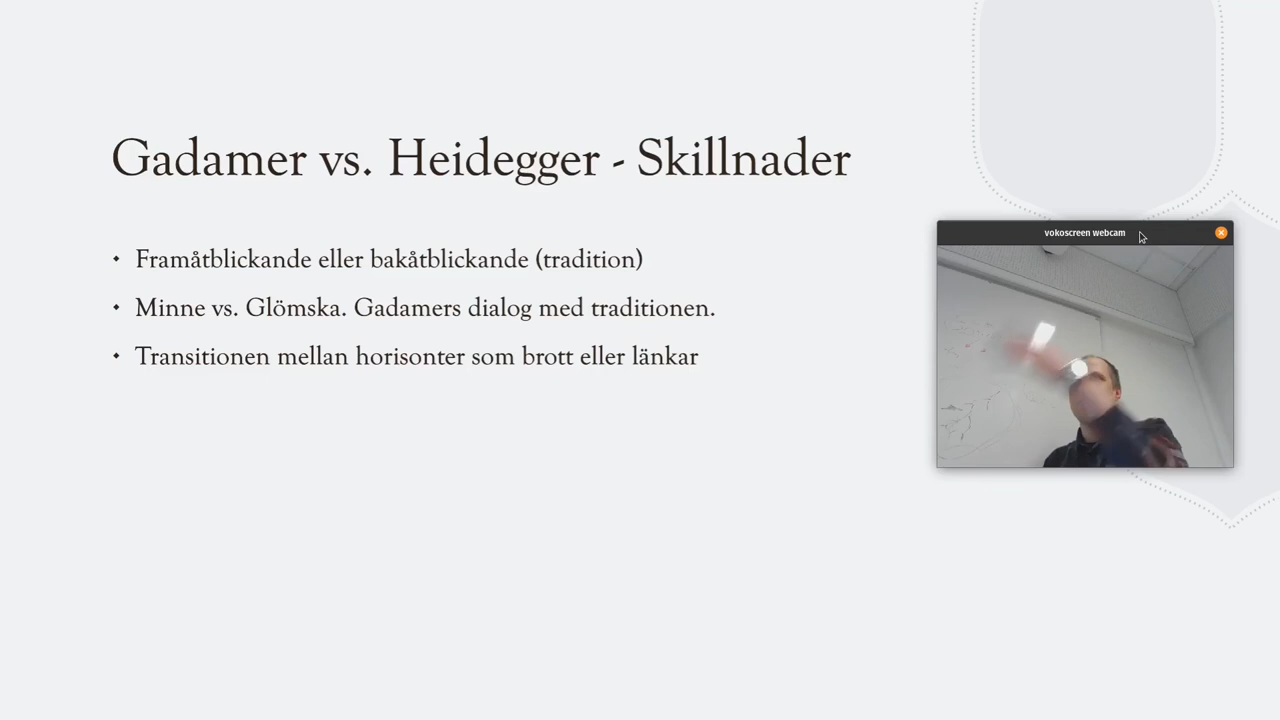 Gadamer vs. Heidegger - Skillnader
• Framåtblickande eller bakåtblickande (tradition)
• Minne vs. Glömska. Gadamers dialog med traditionen.
• Transitionen mellan horisonter som brott eller länkar
vokoscreen webcam